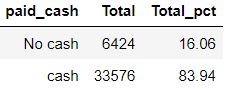 paid_cash Total Total_pct
No cash 6424 16.06
cash 33576 83.94